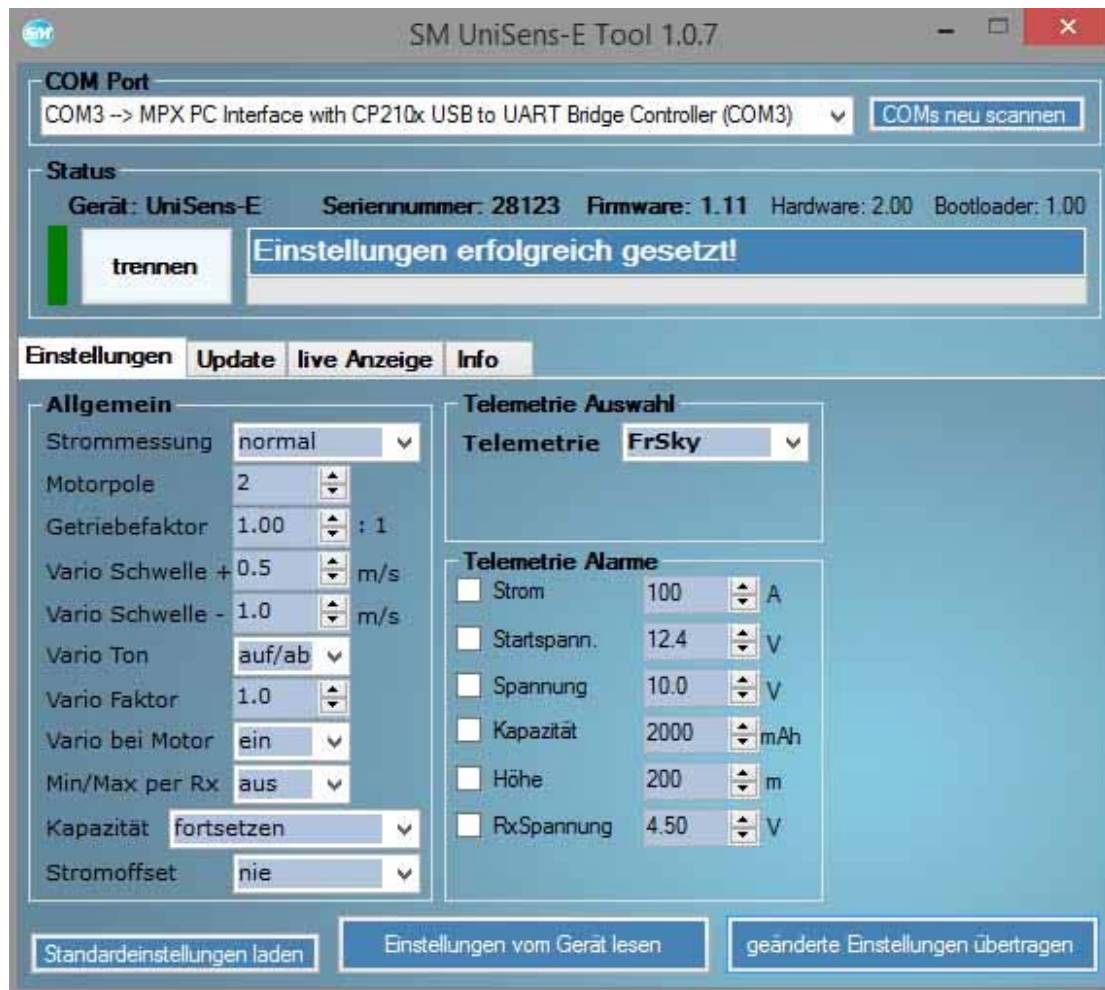 SM UniSens-E Tool 1.0.7
COM Port
COM3 --> MPX PC Interface with CP210x USB to UART Bridge Controller (COM3)
COMs neu scannen
Status
Gerät: UniSens-E Seriennummer: 28123 Firmware: 1.11 Hardware: 2.00 Bootloader: 1.00
trennen
Einstellungen erfolgreich gesetzt!
Einstellungen Update live Anzeige Info
Allgemein
Strommessung normal
Motorpole 2
Getriebefaktor 1.00 : 1
Vario Schwelle + 0.5 m/s
Vario Schwelle - 1.0 m/s
Vario Ton auf/ab
Vario Faktor 1.0
Vario bei Motor ein
Min/Max per Rx aus
Kapazität fortsetzen
Stromoffset nie
Telemetrie Auswahl
Telemetrie FrSky
Telemetrie Alarme
Strom 100 A
Startspann. 12.4 V
Spannung 10.0 V
Kapazität 2000 mAh
Höhe 200 m
RxSpannung 4.50 V
Standardeinstellungen laden
Einstellungen vom Gerät lesen
geänderte Einstellungen übertragen